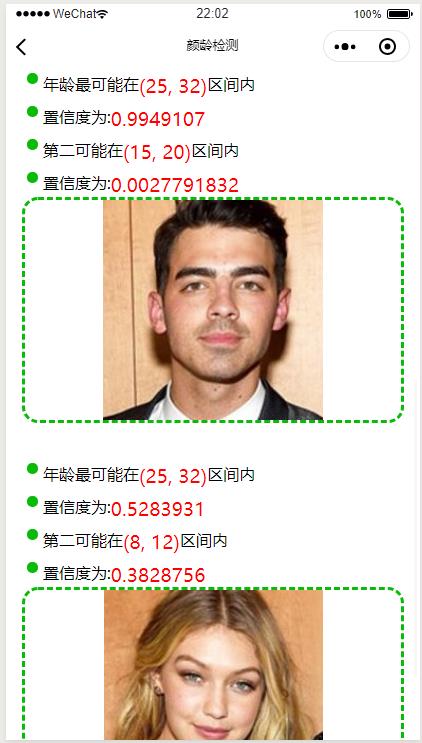 ●●●●● WeChat 22:02 100%
颜龄检测
年龄最可能在(25, 32)区间内
置信度为:0.9949107
第二可能在(15, 20)区间内
置信度为:0.0027791832
年龄最可能在(25, 32)区间内
置信度为:0.5283931
第二可能在(8, 12)区间内
置信度为:0.3828756